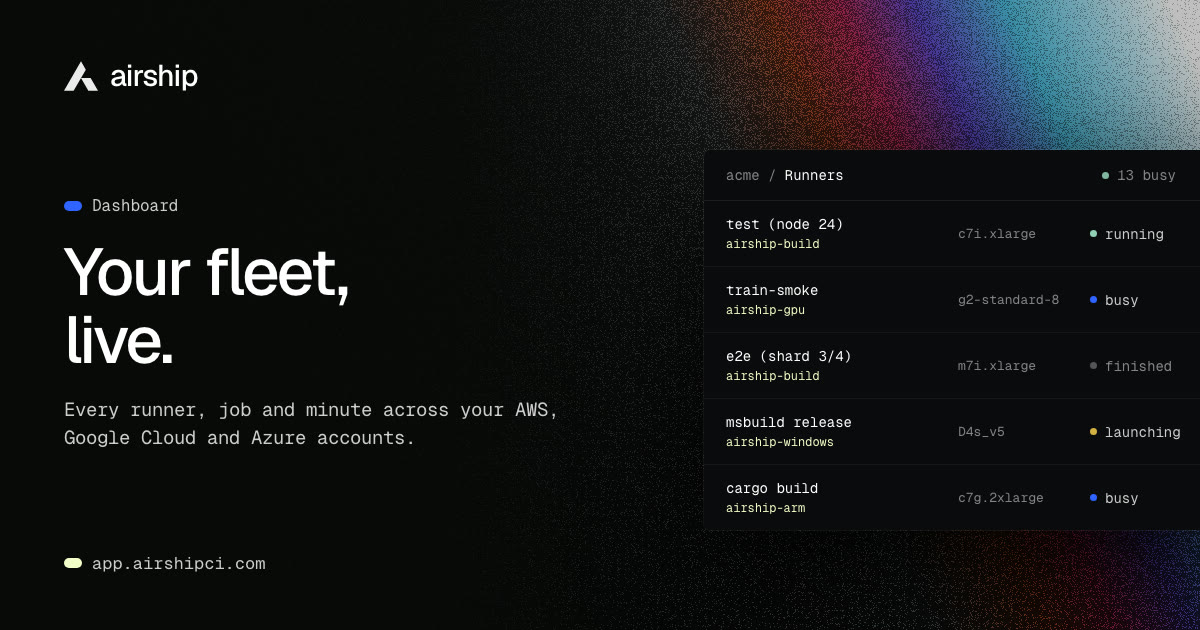 airship
Dashboard
Your fleet,
live.
Every runner, job and minute across your AWS,
Google Cloud and Azure accounts.
app.airshipci.com
acme / Runners 13 busy
test (node 24) c7i.xlarge running
airship-build
train-smoke g2-standard-8 busy
airship-gpu
e2e (shard 3/4) m7i.xlarge finished
airship-build
msbuild release D4s_v5 launching
airship-windows
cargo build c7g.2xlarge busy
airship-arm